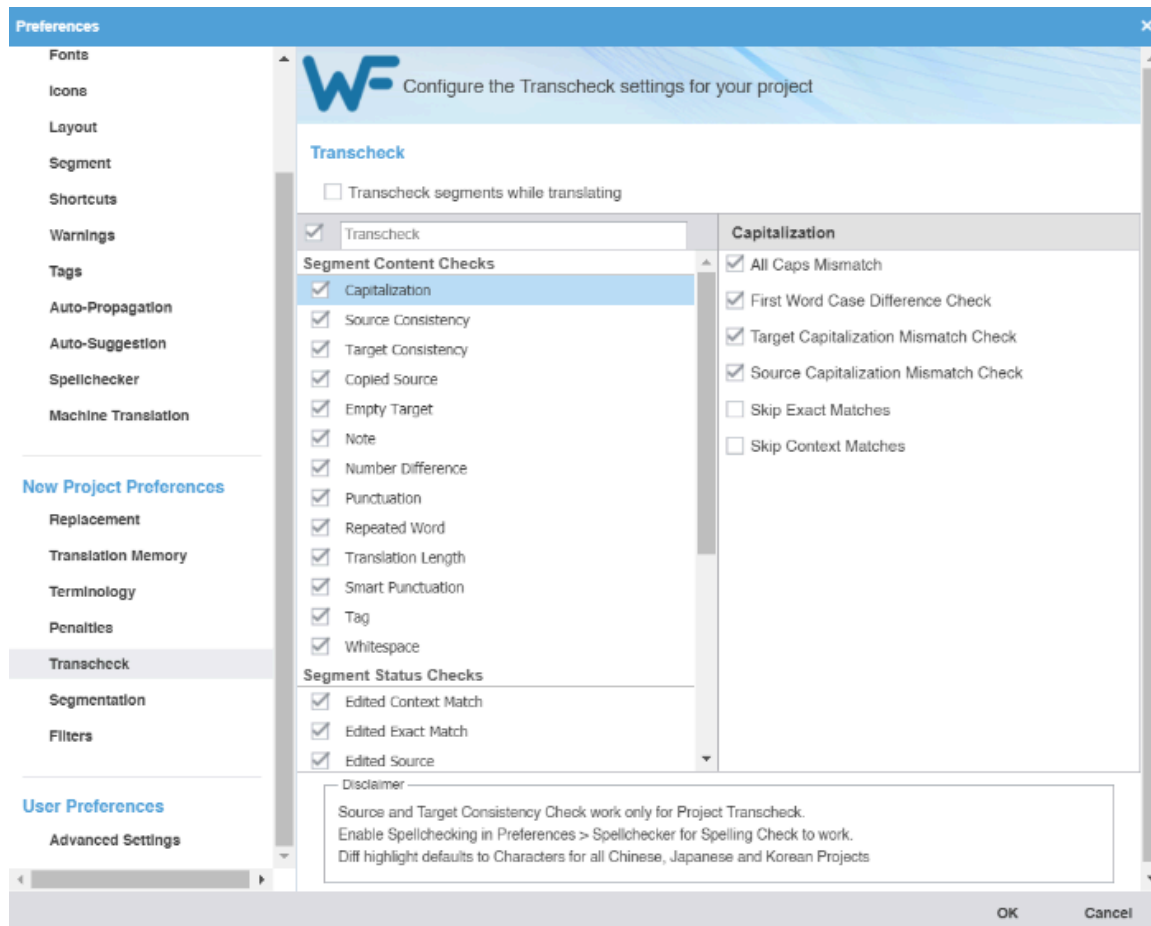 Preferences
Fonts
Icons
Layout
Segment
Shortcuts
Warnings
Tags
Auto-Propagation
Auto-Suggestion
Spellchecker
Machine Translation
New Project Preferences
Replacement
Translation Memory
Terminology
Penalties
Transcheck
Segmentation
Filters
User Preferences
Advanced Settings
WF
Configure the Transcheck settings for your project
Transcheck
Transcheck segments while translating
Transcheck
Segment Content Checks
Capitalization
Source Consistency
Target Consistency
Copied Source
Empty Target
Note
Number Difference
Punctuation
Repeated Word
Translation Length
Smart Punctuation
Tag
Whitespace
Segment Status Checks
Edited Context Match
Edited Exact Match
Edited Source
Capitalization
All Caps Mismatch
First Word Case Difference Check
Target Capitalization Mismatch Check
Source Capitalization Mismatch Check
Skip Exact Matches
Skip Context Matches
Disclaimer
Source and Target Consistency Check work only for Project Transcheck.
Enable Spellchecking in Preferences > Spellchecker for Spelling Check to work.
Diff highlight defaults to Characters for all Chinese, Japanese and Korean Projects
OK
Cancel